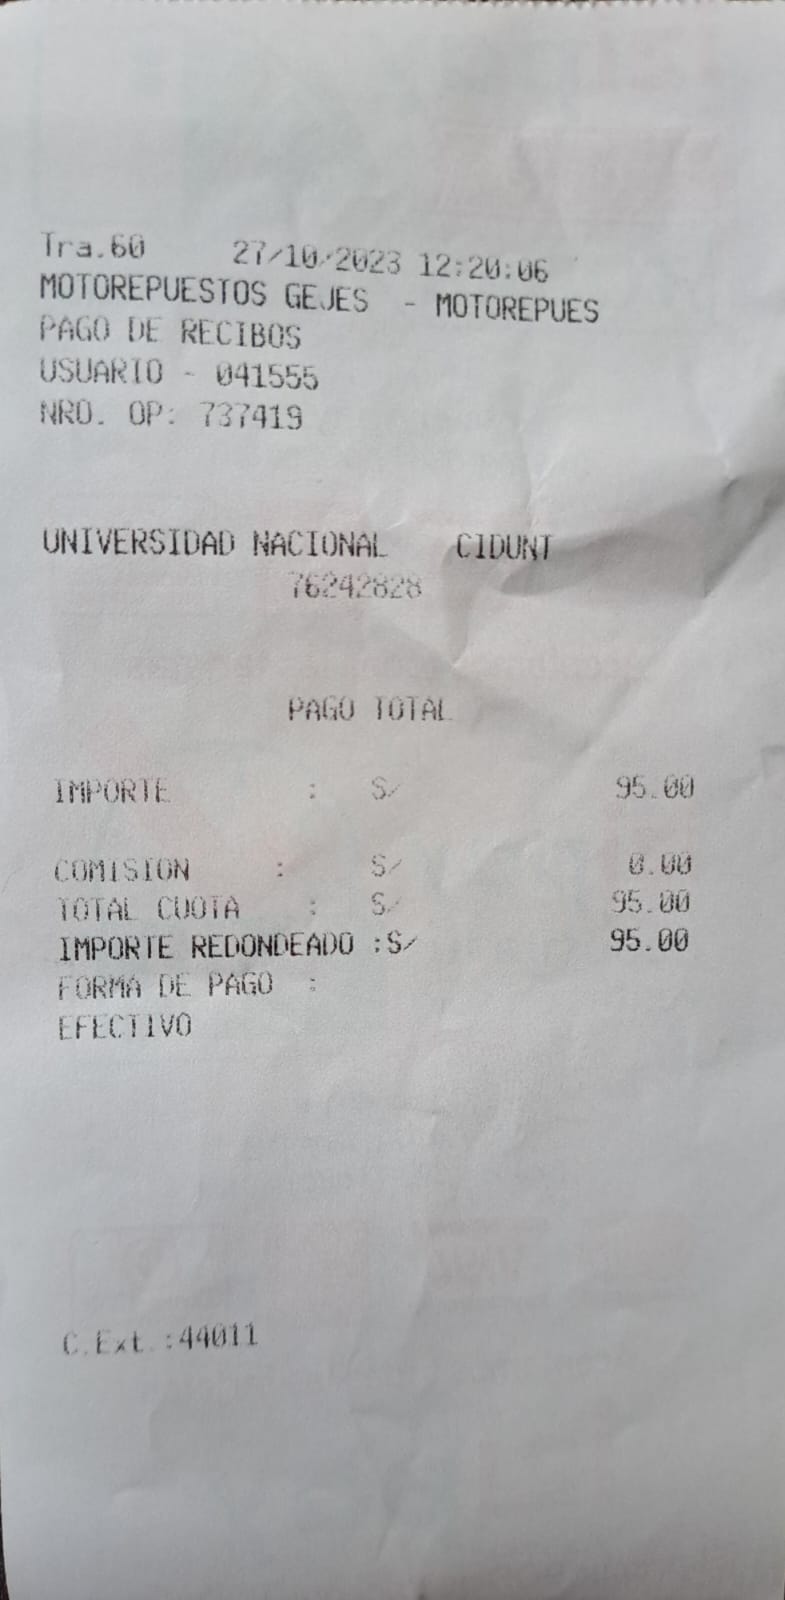 Tra.60 27/10/2023 12:20:06
MOTOREPUESTOS GEJES - MOTOREPUES
PAGO DE RECIBOS
USUARIO - 041555
NRO. OP: 737419
UNIVERSIDAD NACIONAL CIDUNT
76242828
PAGO TOTAL
IMPORTE : S/ 95.00
COMISION : S/ 0.00
TOTAL CUOTA : S/ 95.00
IMPORTE REDONDEADO :S/ 95.00
FORMA DE PAGO :
EFECTIVO
C.Ext.:44011